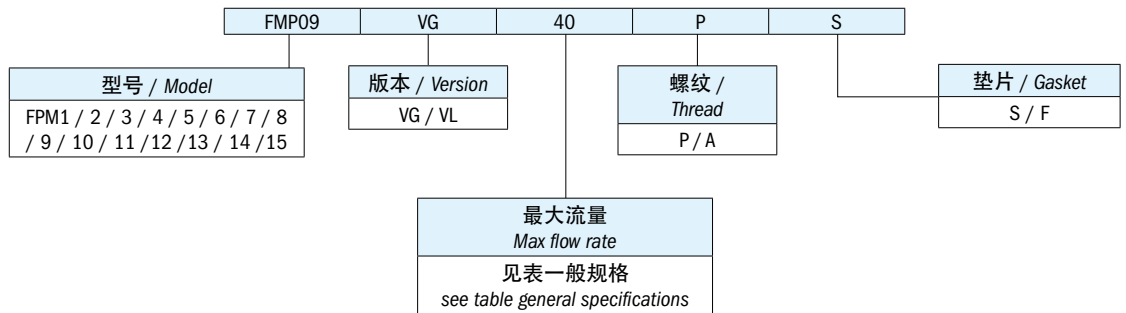 FMP09 VG 40 P S
型号 / Model
FPM1 / 2 / 3 / 4 / 5 / 6 / 7 / 8
/ 9 / 10 / 11 /12 /13 / 14 /15
版本 / Version
VG / VL
螺纹 /
Thread
P / A
垫片 / Gasket
S / F
最大流量
Max flow rate
见表一般规格
see table general specifications